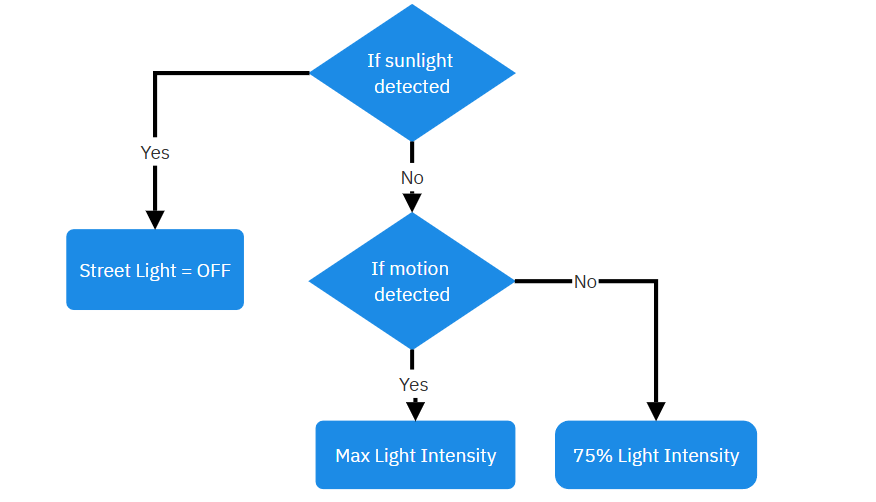 If sunlight
detected
Yes
No
Street Light = OFF
If motion
detected
No
Yes
Max Light Intensity
75% Light Intensity